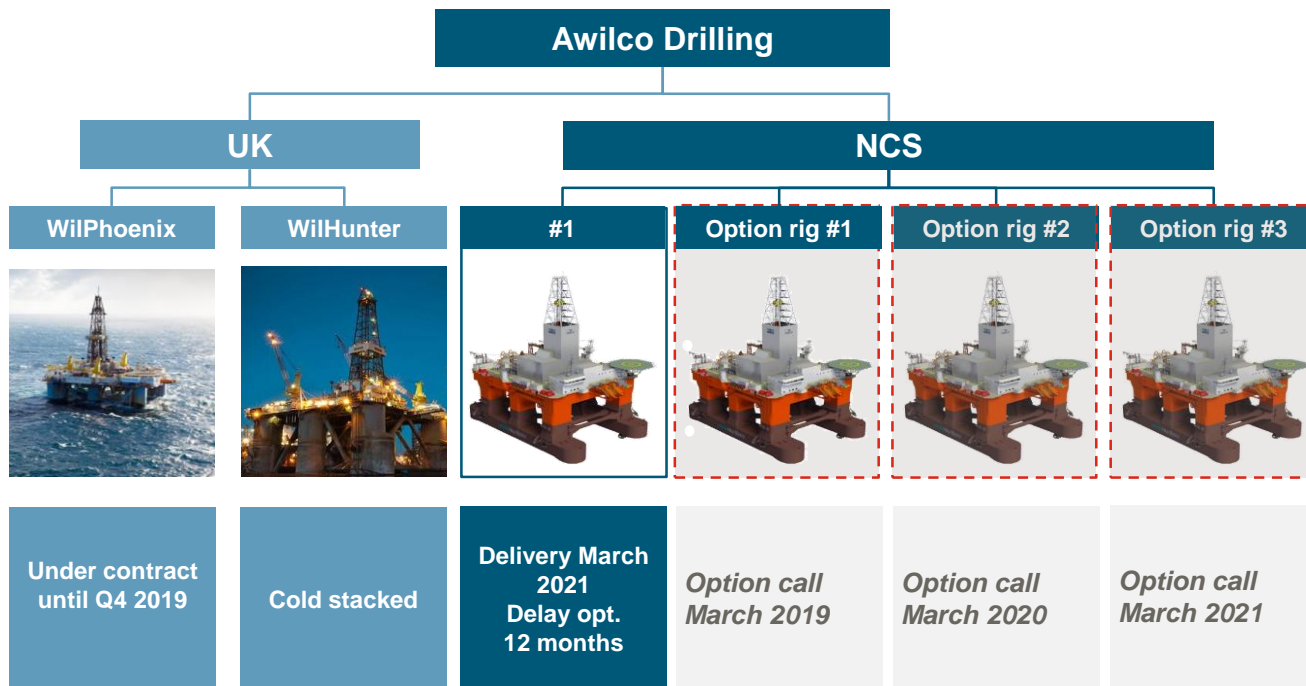 Awilco Drilling
UK
NCS
WilPhoenix
WilHunter
#1
Option rig #1
Option rig #2
Option rig #3
Under contract
until Q4 2019
Cold stacked
Delivery March
2021
Delay opt.
12 months
Option call
March 2019
Option call
March 2020
Option call
March 2021